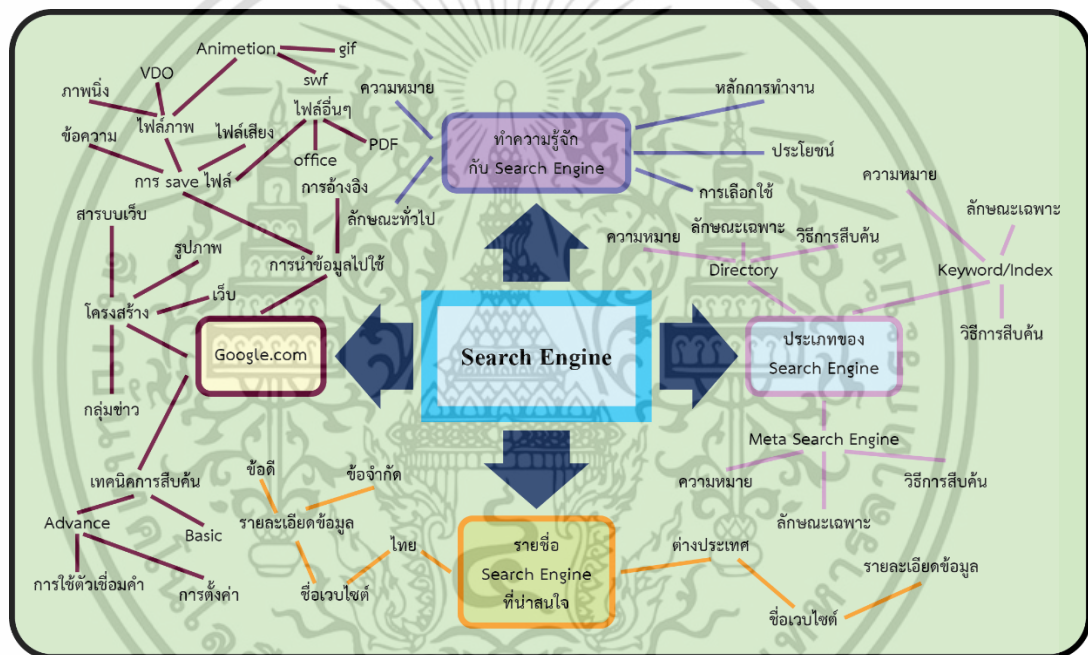 Animetion
gif
swf
VDO
ภาพนิ่ง
ไฟล์ภาพ
ข้อความ
ไฟล์เสียง
ไฟล์อื่นๆ
office
PDF
การ save ไฟล์
การอ้างอิง
การนำข้อมูลไปใช้
สารบบเว็บ
รูปภาพ
เว็บ
โครงสร้าง
กลุ่มข่าว
Google.com
เทคนิคการสืบค้น
Advance
Basic
การใช้ตัวเชื่อมคำ
การตั้งค่า
ความหมาย
ลักษณะทั่วไป
ทำความรู้จัก
กับ Search Engine
หลักการทำงาน
ประโยชน์
การเลือกใช้
Search Engine
ความหมาย
ลักษณะเฉพาะ
วิธีการสืบค้น
Directory
ความหมาย
ลักษณะเฉพาะ
Keyword/Index
วิธีการสืบค้น
ประเภทของ
Search Engine
Meta Search Engine
ความหมาย
ลักษณะเฉพาะ
วิธีการสืบค้น
ข้อดี
ข้อจำกัด
รายละเอียดข้อมูล
ไทย
ชื่อเวบไซต์
รายชื่อ
Search Engine
ที่น่าสนใจ
ต่างประเทศ
ชื่อเวบไซต์
รายละเอียดข้อมูล